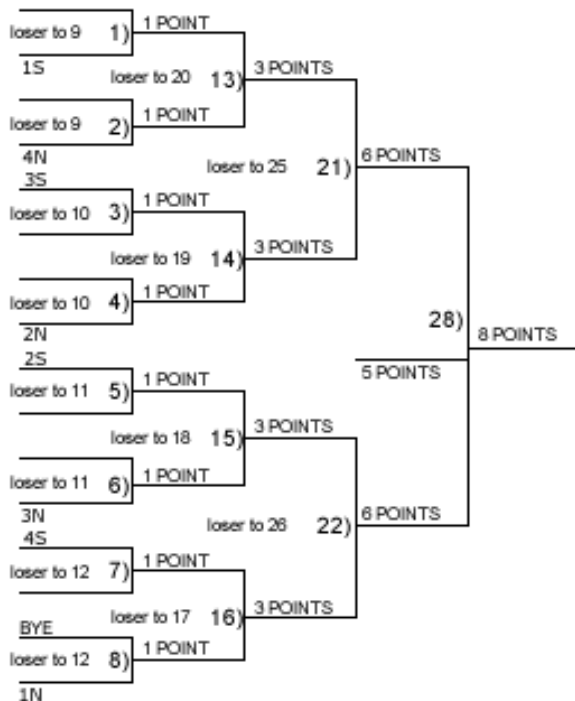 1 POINT
loser to 9 1)
1S
loser to 20 13) 3 POINTS
1 POINT
loser to 9 2)
4N
6 POINTS
loser to 25 21)
3S
1 POINT
loser to 10 3)
3 POINTS
loser to 19 14)
1 POINT
loser to 10 4)
2N
28) 8 POINTS
5 POINTS
2S
1 POINT
loser to 11 5)
3 POINTS
loser to 18 15)
1 POINT
loser to 11 6)
3N
6 POINTS
loser to 26 22)
4S
1 POINT
loser to 12 7)
3 POINTS
loser to 17 16)
BYE
1 POINT
loser to 12 8)
1N